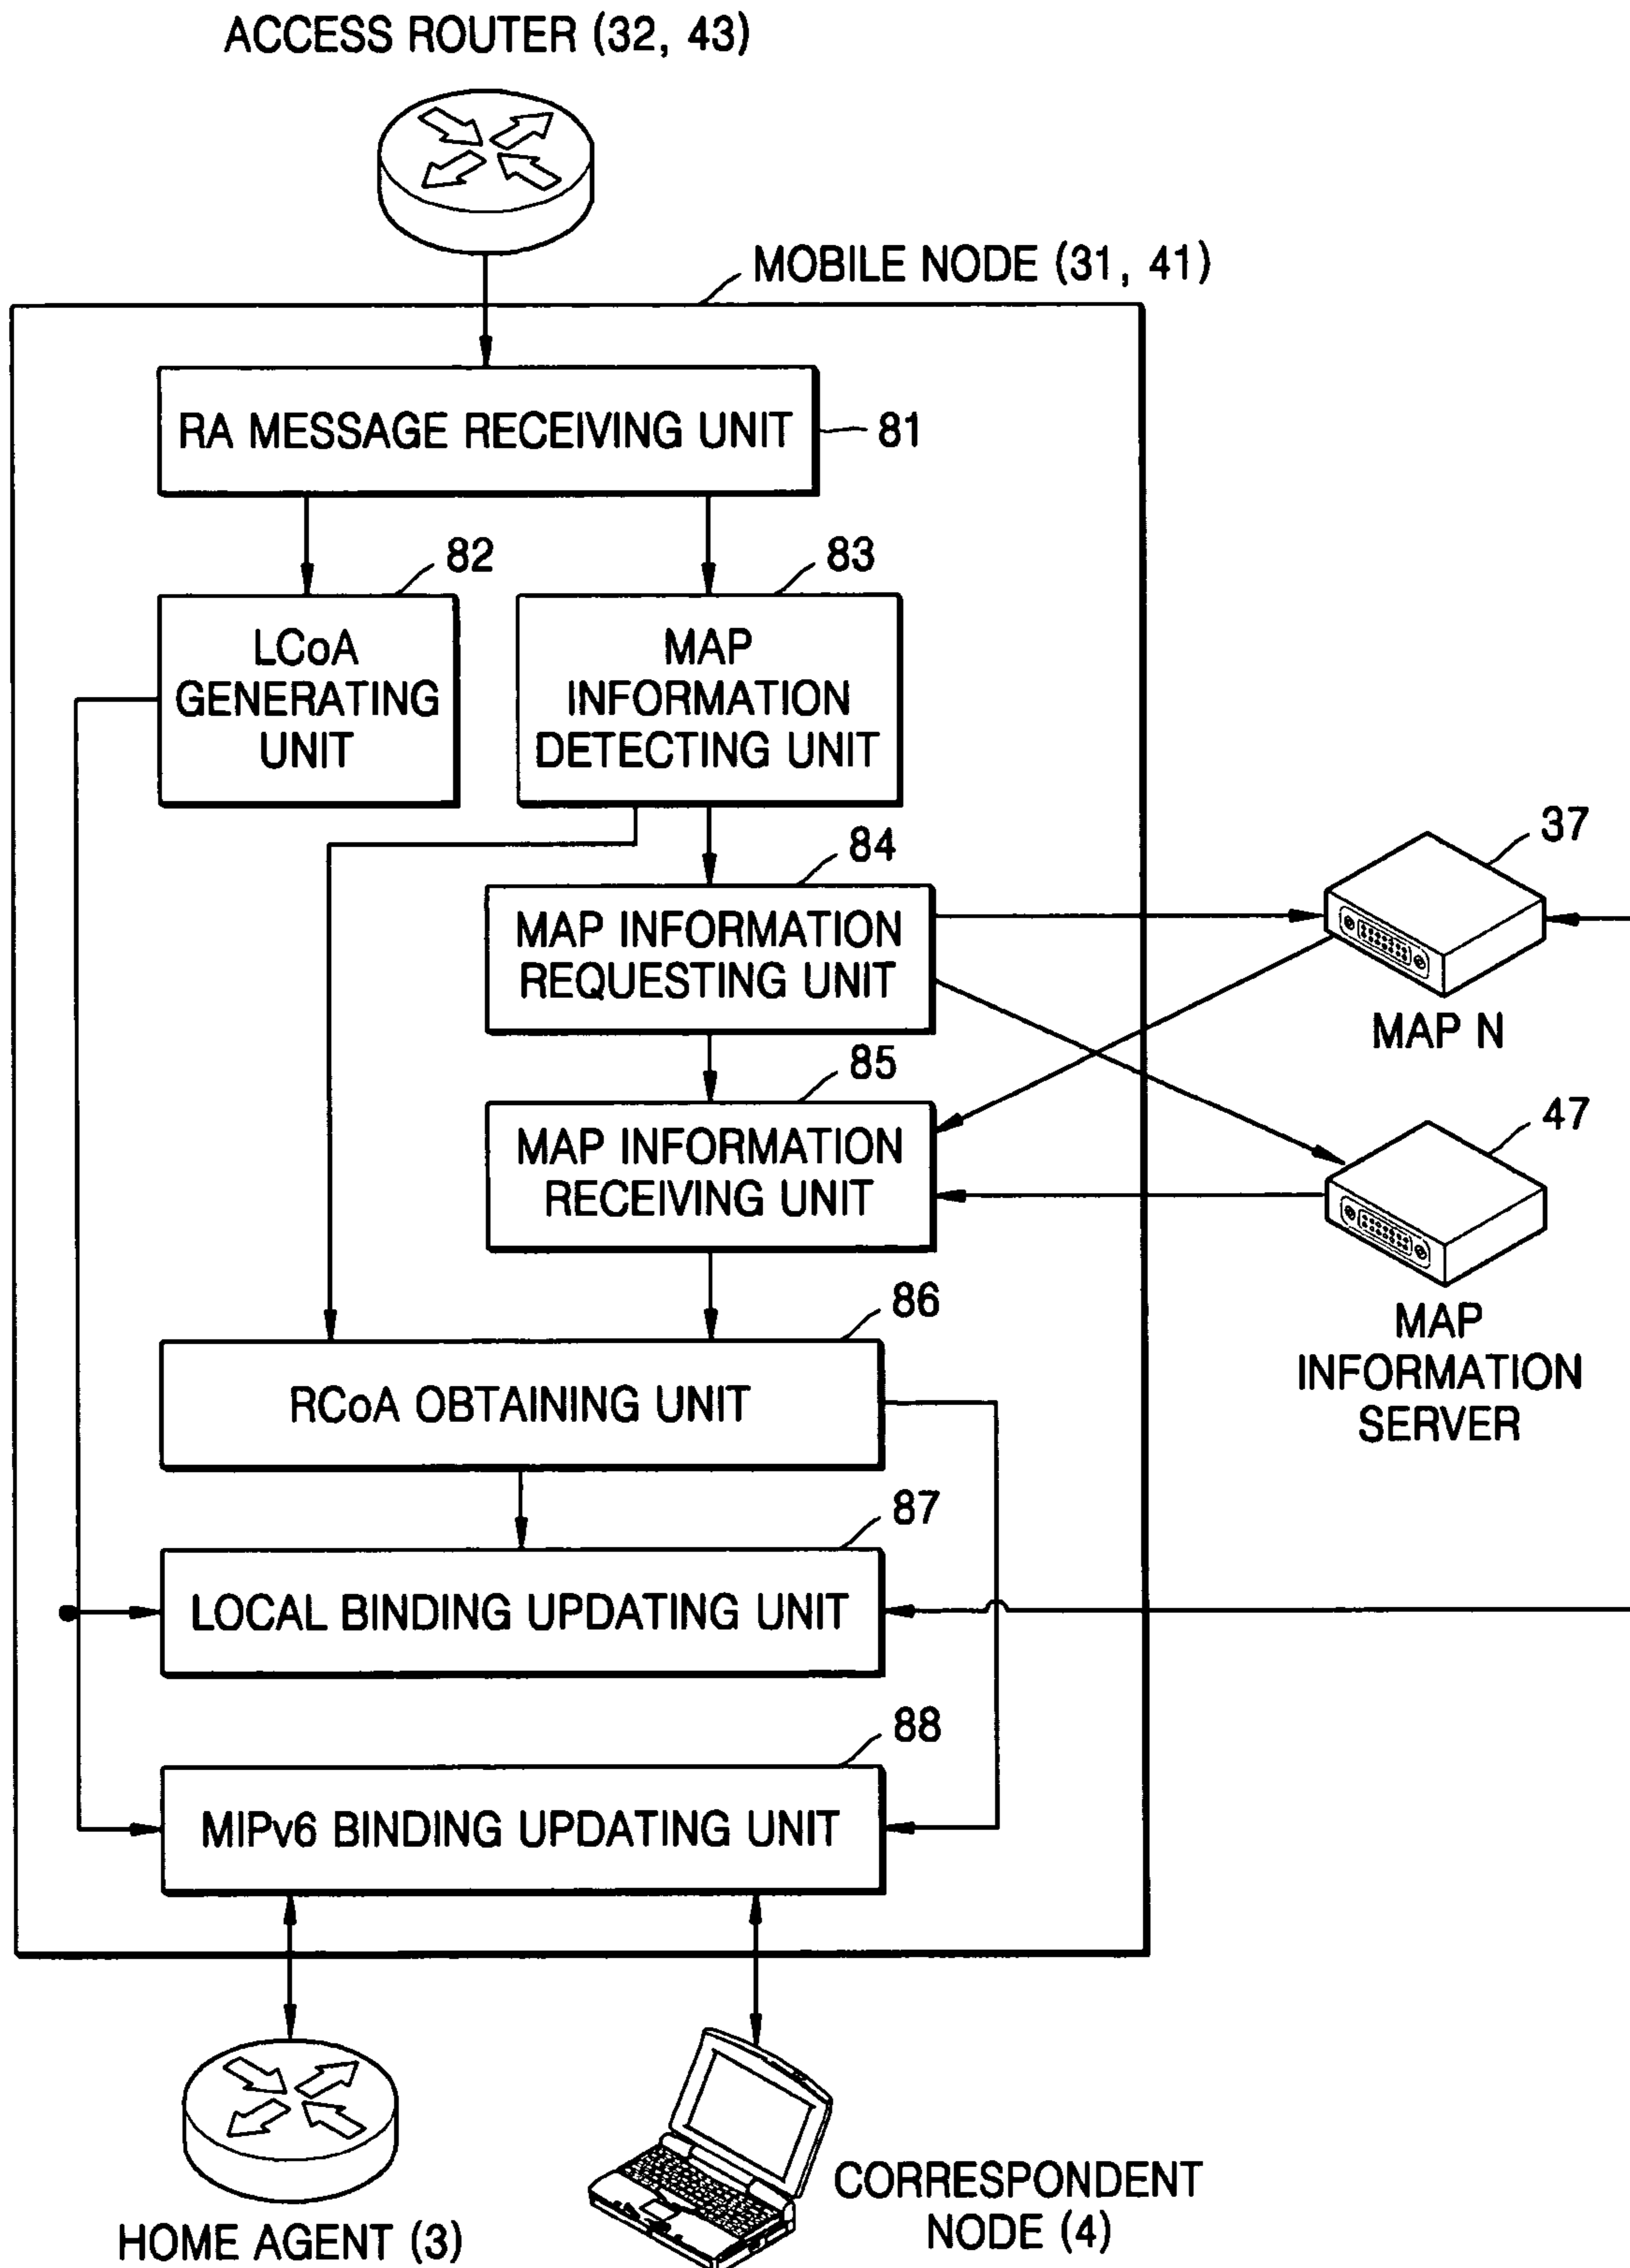 ACCESS ROUTER (32, 43)
MOBILE NODE (31, 41)
RA MESSAGE RECEIVING UNIT
81
82
83
LCoA
GENERATING
UNIT
MAP
INFORMATION
DETECTING UNIT
84
37
MAP INFORMATION
REQUESTING UNIT
MAP N
85
47
MAP INFORMATION
RECEIVING UNIT
MAP
INFORMATION
SERVER
86
RCoA OBTAINING UNIT
87
LOCAL BINDING UPDATING UNIT
88
MIPv6 BINDING UPDATING UNIT
HOME AGENT (3)
CORRESPONDENT
NODE (4)